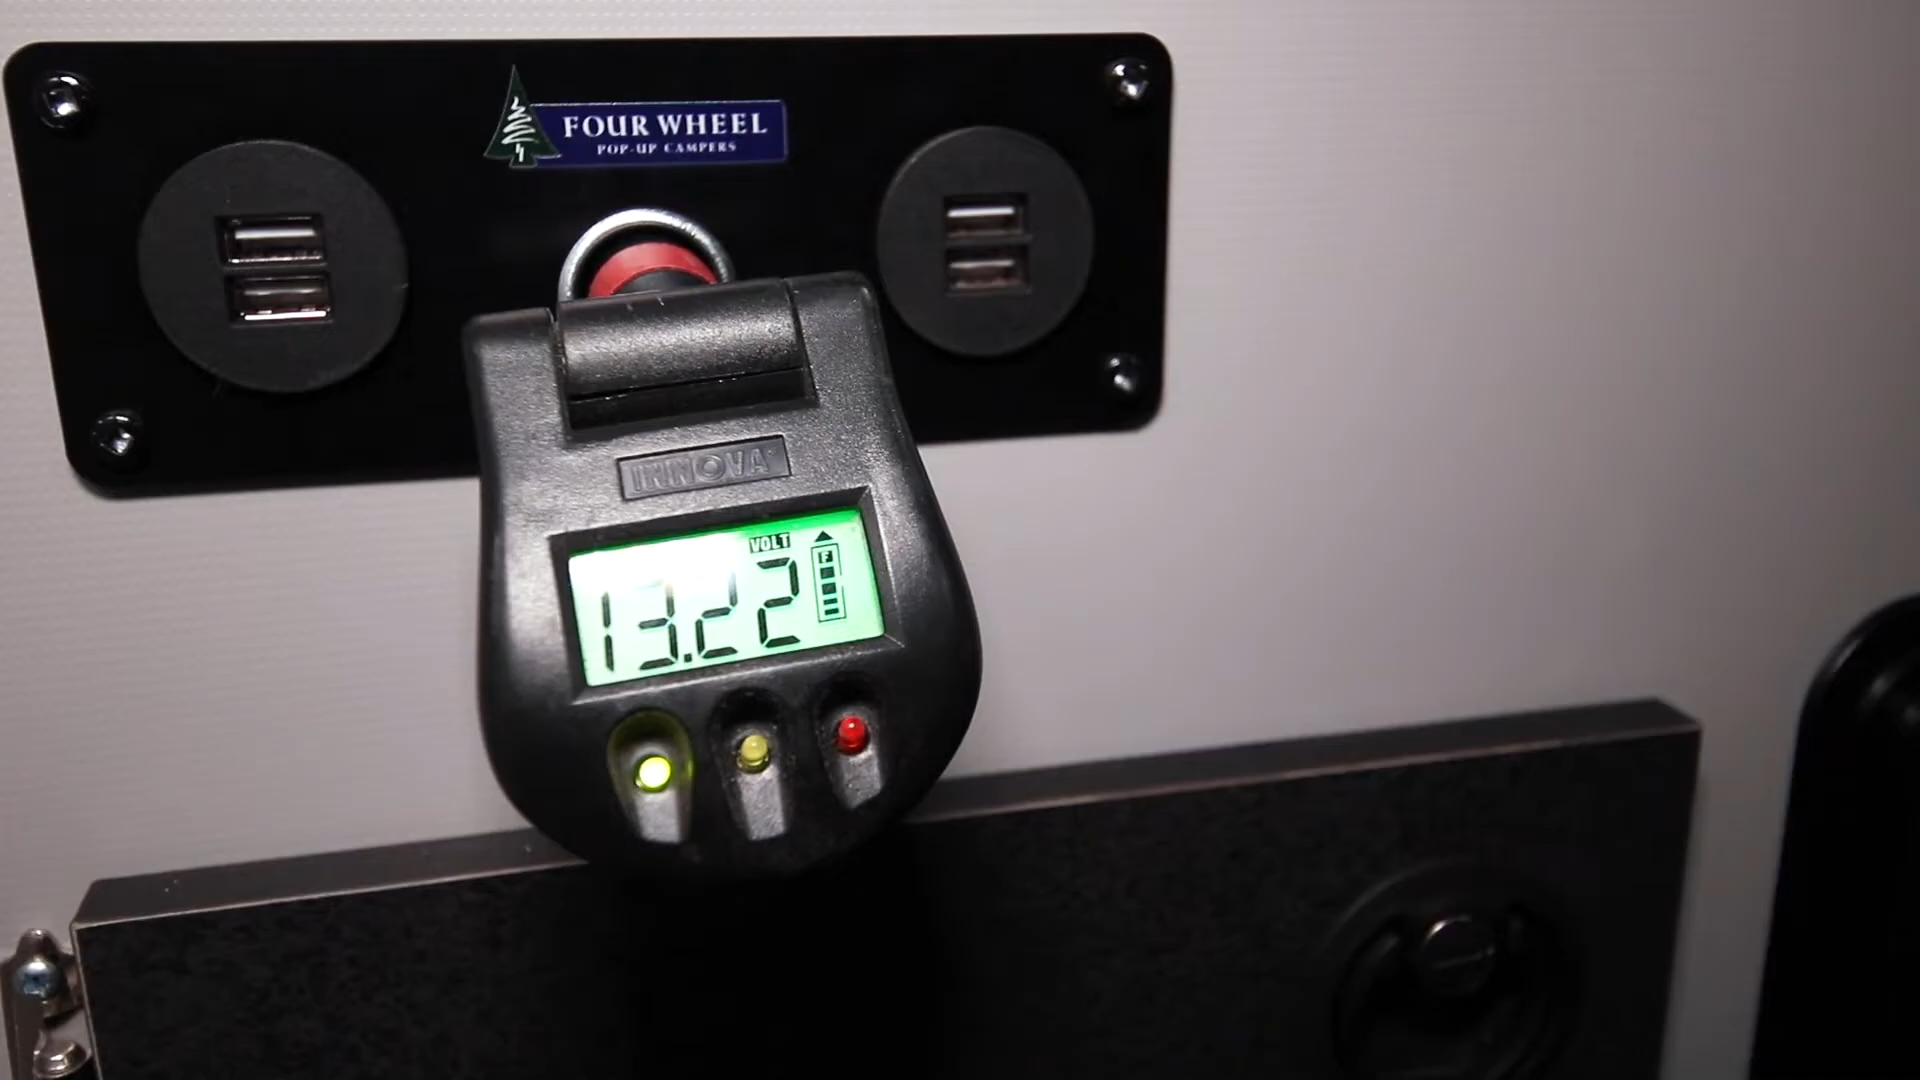 FOUR WHEEL
POP-UP CAMPERS
INNOVA
VOLT
F
13.22